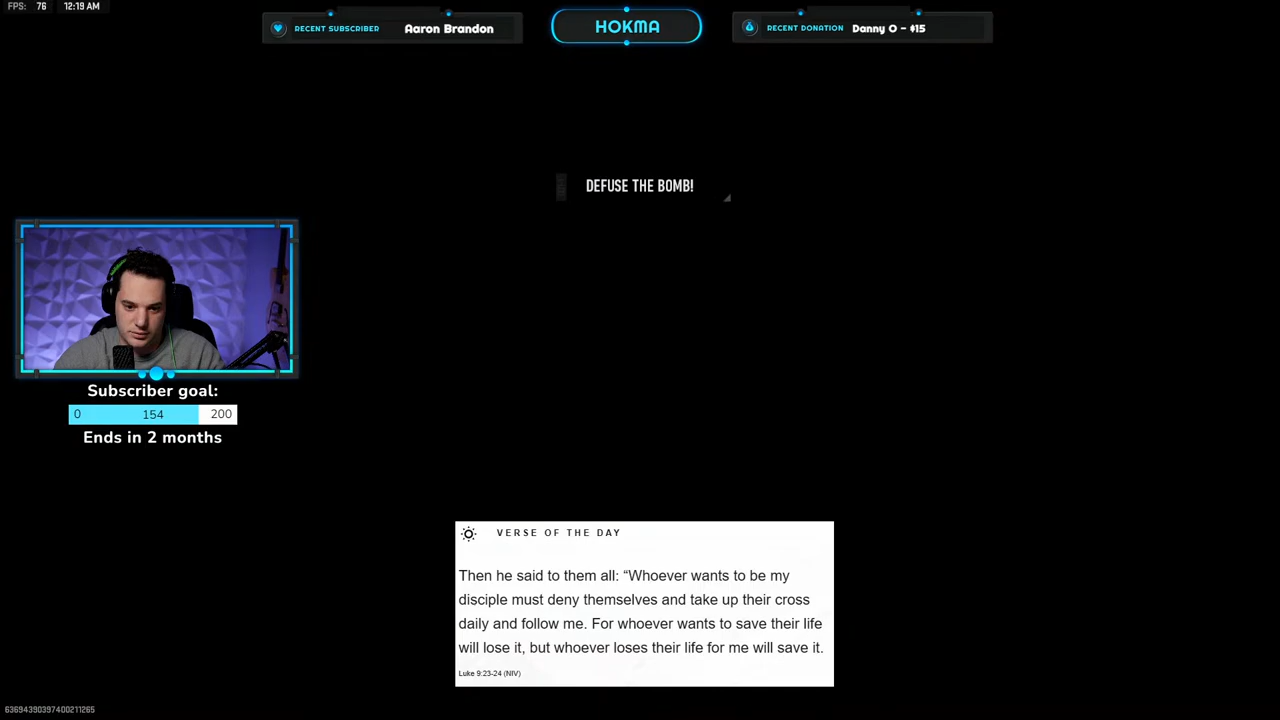 FPS: 76 12:19 AM
RECENT SUBSCRIBER Aaron Brandon
HOKMA
RECENT DONATION Danny O - $15
DEFUSE THE BOMB!
Subscriber goal:
0 154 200
Ends in 2 months
VERSE OF THE DAY
Then he said to them all: “Whoever wants to be my
disciple must deny themselves and take up their cross
daily and follow me. For whoever wants to save their life
will lose it, but whoever loses their life for me will save it.
Luke 9:23-24 (NIV)
63694390397400211265